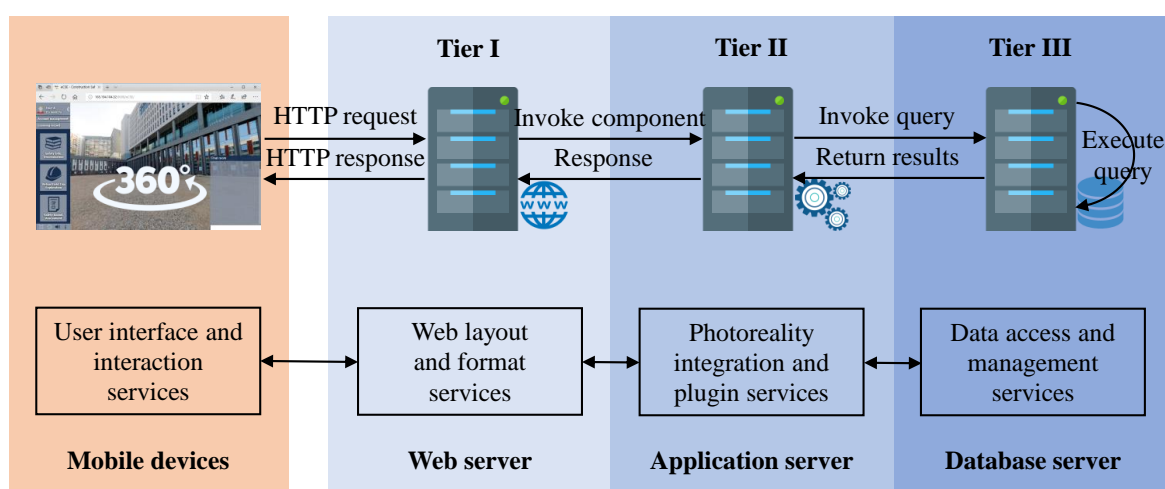 Tier I
Tier II
Tier III
HTTP request
HTTP response
Invoke component
Response
Invoke query
Return results
Execute
query
360°
www
User interface and
interaction
services
Web layout
and format
services
Photoreality
integration and
plugin services
Data access and
management
services
Mobile devices
Web server
Application server
Database server